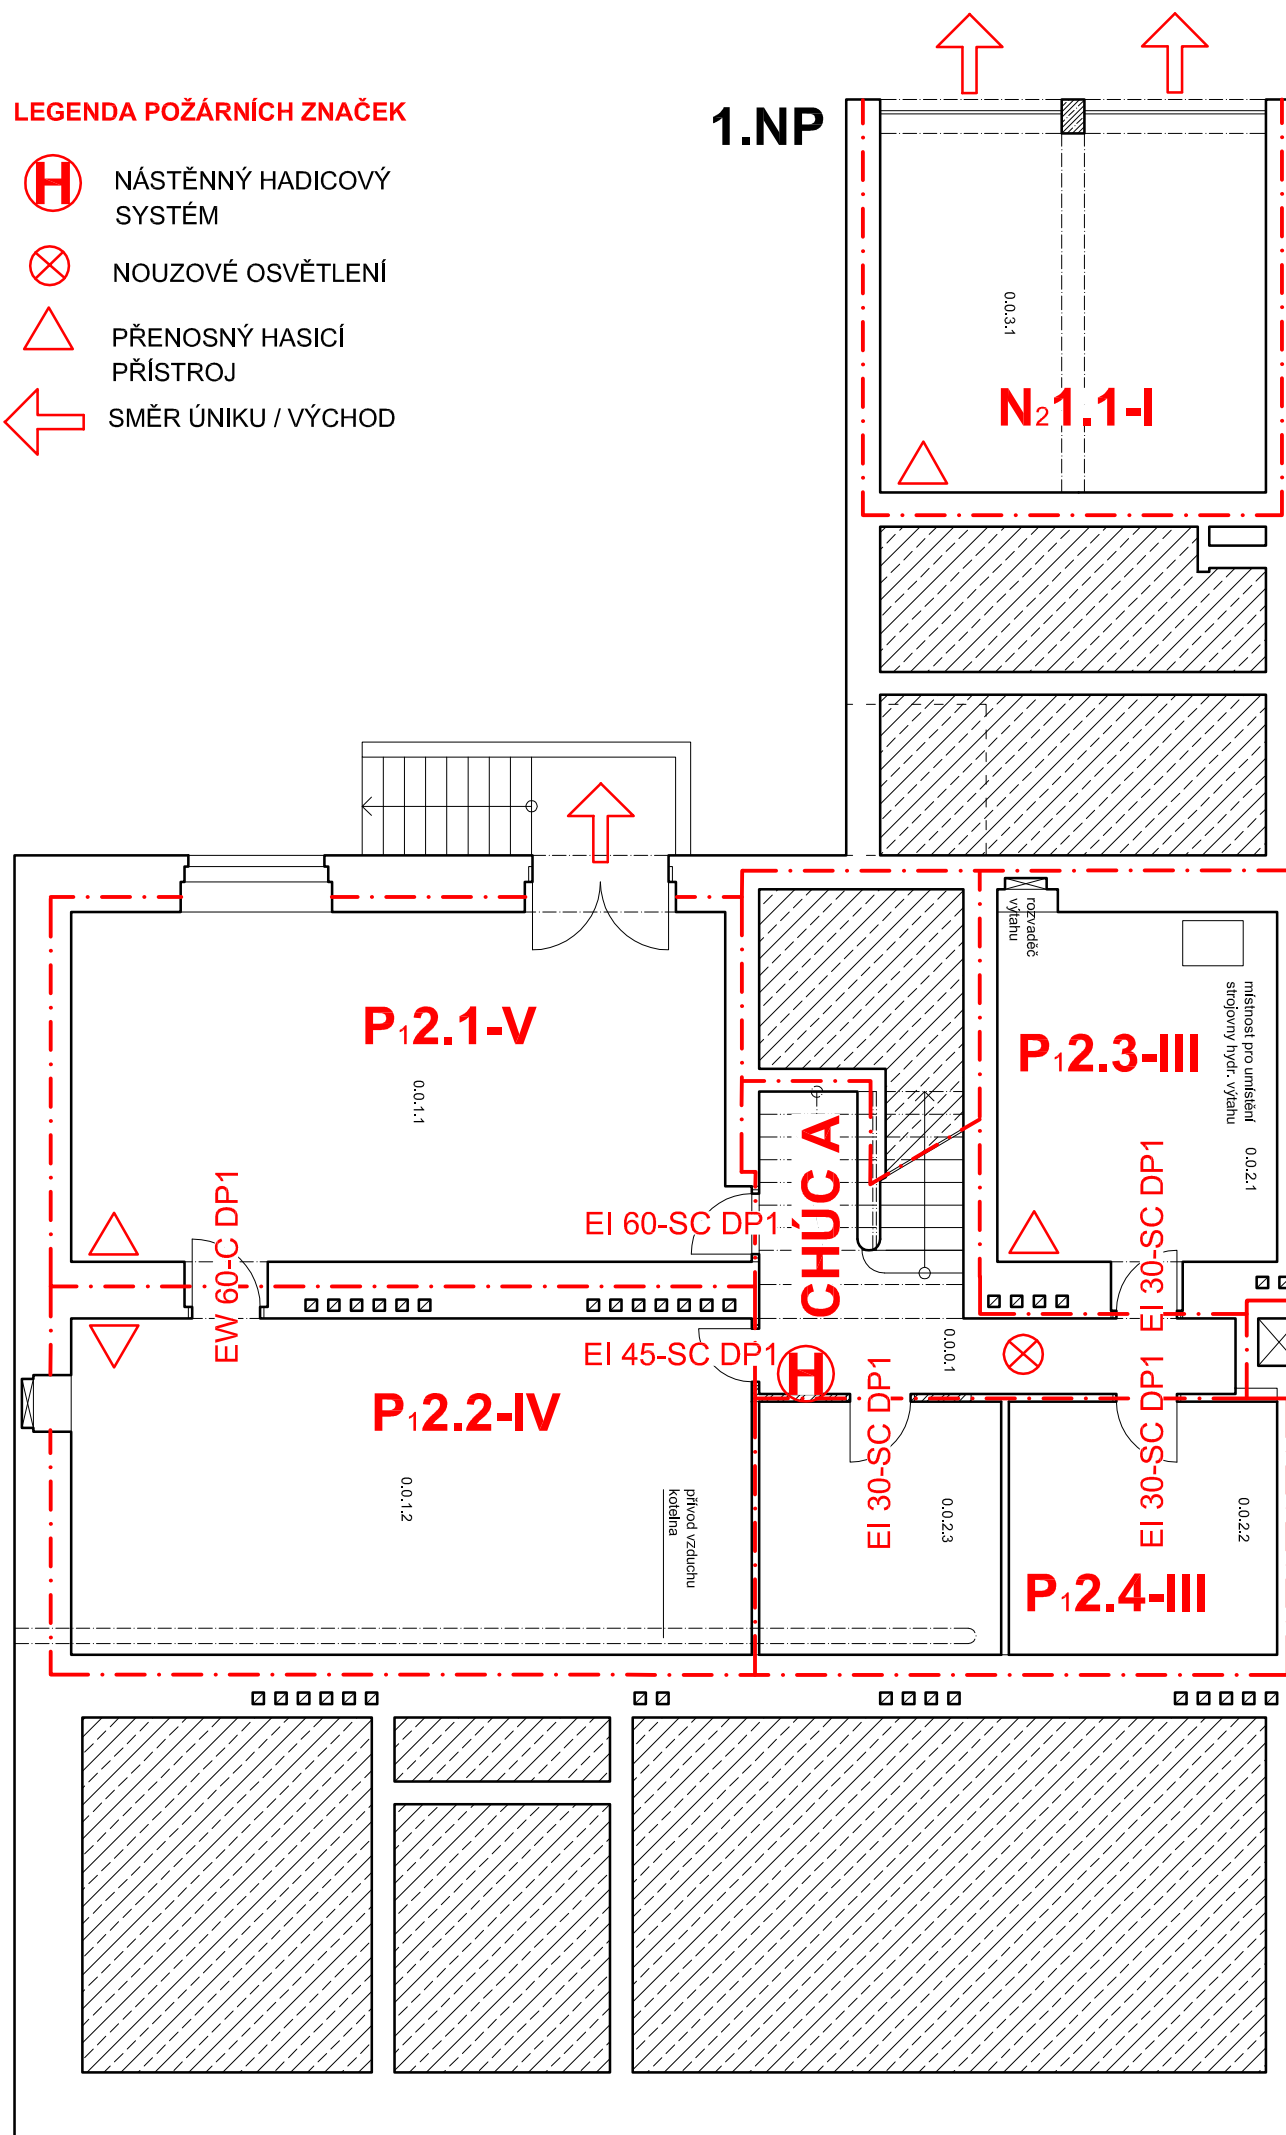 LEGENDA POŽÁRNÍCH ZNAČEK
H
NÁSTĚNNÝ HADICOVÝ
SYSTÉM
NOUZOVÉ OSVĚTLENÍ
PŘENOSNÝ HASICÍ
PŘÍSTROJ
SMĚR ÚNIKU / VÝCHOD
1.NP
0.0.3.1
N21.1-I
rozvaděč
výtahu
místnost pro umístění
strojovny hydr. výtahu
P12.1-V
P12.3-III
0.0.1.1
CHÚC A
0.0.2.1
EI 60-SC DP1
EW 60-C DP1
EI 30-SC DP1
EI 45-SC DP1
H
0.0.0.1
P12.2-IV
EI 30-SC DP1
EI 30-SC DP1
0.0.1.2
přívod vzduchu
kotelna
0.0.2.3
0.0.2.2
P12.4-III